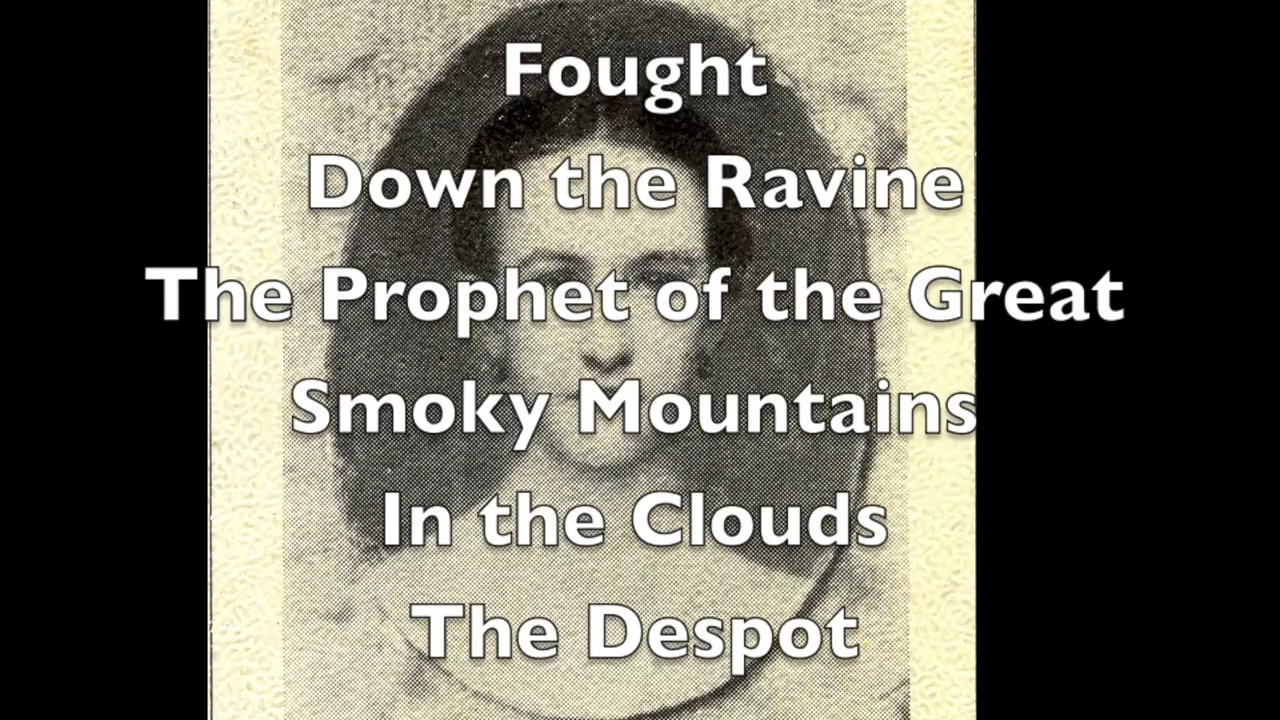 Fought
Down the Ravine
The Prophet of the Great
Smoky Mountains
In the Clouds
The Despot